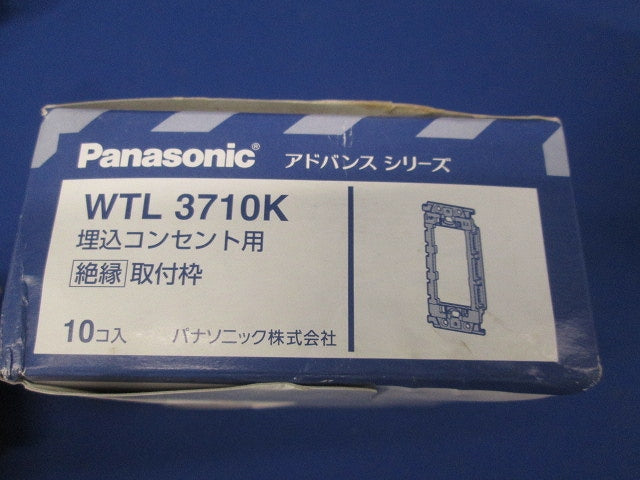 Panasonic® アドバンス シリーズ
WTL 3710K
埋込コンセント用
絶縁 取付枠
10コ入 パナソニック株式会社